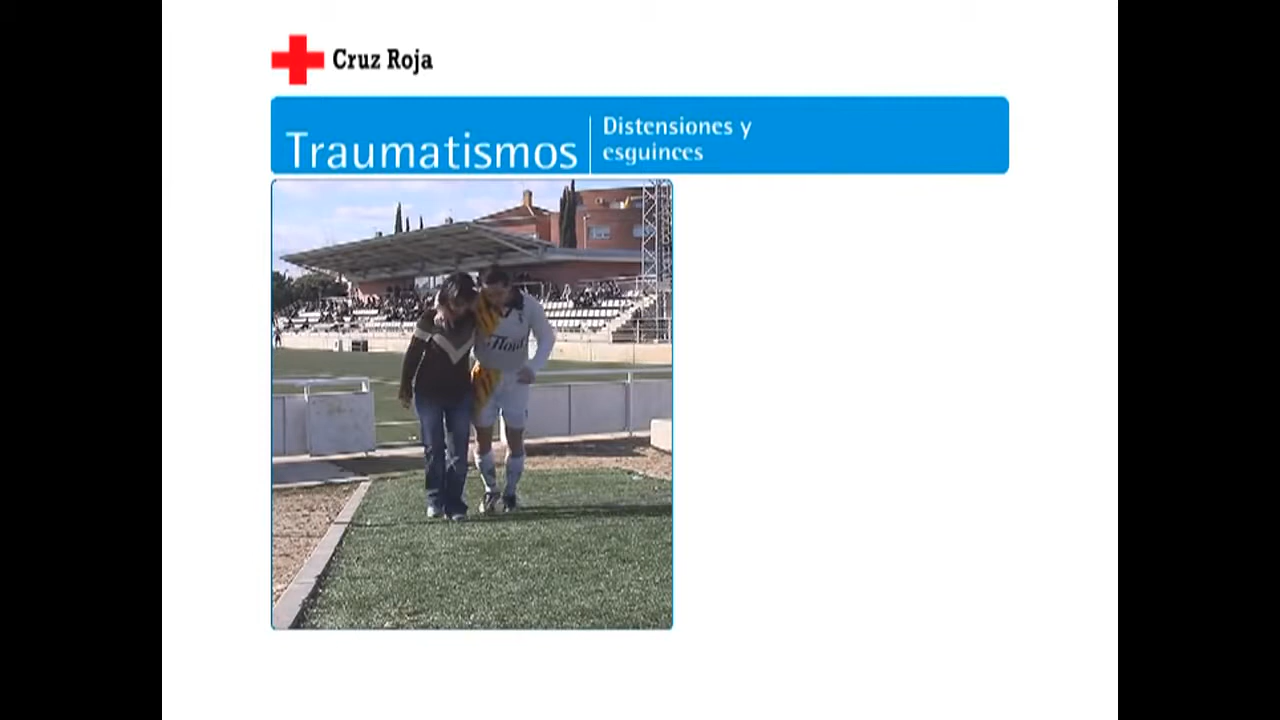 Cruz Roja
Traumatismos
Distensiones y
esguinces